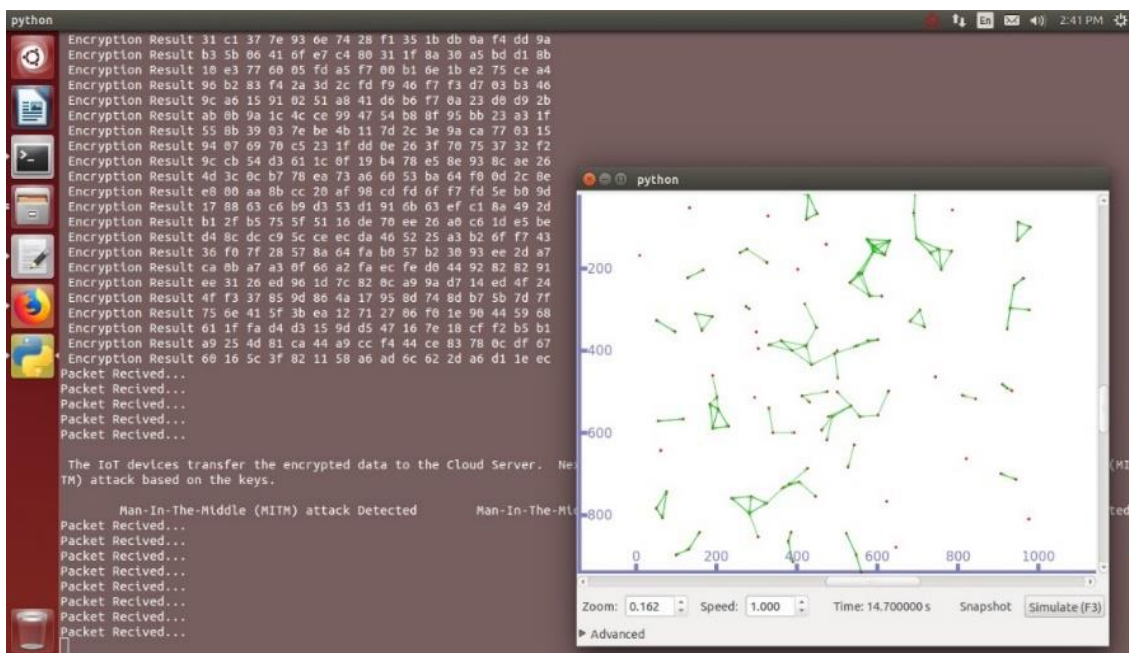 python
En
2:41 PM
Encryption Result 31 c1 37 7e 93 6e 74 28 f1 35 1b db 0a f4 dd 9a
Encryption Result b3 5b 06 41 6f e7 c4 80 31 1f 8a 30 a5 bd d1 8b
Encryption Result 10 e3 77 60 05 fd a5 f7 00 b1 6e 1b e2 75 ce a4
Encryption Result 96 b2 83 f4 2a 3d 2c fd f9 46 f7 f3 d7 03 b3 46
Encryption Result 9c a6 15 91 02 51 a8 41 d6 b6 f7 0a 23 d0 d9 2b
Encryption Result ab 0b 9a 1c 4c ce 99 47 54 b8 8f 95 bb 23 a3 1f
Encryption Result 55 8b 39 03 7e be 4b 11 7d 2c 3e 9a ca 77 03 15
Encryption Result 94 07 69 70 c5 23 1f dd 0e 26 3f 70 75 37 32 f2
Encryption Result 9c cb 54 d3 61 1c 0f 19 b4 78 e5 8e 93 8c ae 26
Encryption Result 4d 3c 0c b7 78 ea 73 a6 60 53 ba 64 f0 0d 2c 8e
Encryption Result e8 00 aa 8b cc 20 af 98 cd fd 6f f7 fd 5e b0 9d
Encryption Result 17 88 63 c6 b9 d3 53 d1 91 6b 63 ef c1 8a 49 2d
Encryption Result b1 2f b5 75 5f 51 16 de 70 ee 26 a0 c6 1d e5 be
Encryption Result d4 8c dc c9 5c ce ec da 46 52 25 a3 b2 6f f7 43
Encryption Result 36 f0 7f 28 57 8a 64 fa b0 57 b2 30 93 ee 2d a7
Encryption Result ca 0b a7 a3 0f 66 a2 fa ec fe d0 44 92 82 82 91
Encryption Result ee 31 26 ed 96 1d 7c 82 0c a9 9a d7 14 ed 4f 24
Encryption Result 4f f3 37 85 9d 86 4a 17 95 8d 74 8d b7 5b 7d 7f
Encryption Result 75 6e 41 5f 3b ea 12 71 27 06 f0 1e 90 44 59 68
Encryption Result 61 1f fa d4 d3 15 9d d5 47 16 7e 18 cf f2 b5 b1
Encryption Result a9 25 4d 81 ca 44 a9 cc f4 44 ce 83 78 0c df 67
Encryption Result 60 16 5c 3f 82 11 58 a6 ad 6c 62 2d a6 d1 1e ec
Packet Recived...
Packet Recived...
Packet Recived...
Packet Recived...
Packet Recived...
The IoT devices transfer the encrypted data to the Cloud Server. Ne (MI
TM) attack based on the keys.
Man-In-The-Middle (MITM) attack Detected Man-In-The-Mi ted
Packet Recived...
Packet Recived...
Packet Recived...
Packet Recived...
Packet Recived...
Packet Recived...
Packet Recived...
Packet Recived...
python
200
400
600
800
0 200 400 600 800 1000
Zoom: 0.162 Speed: 1.000 Time: 14.700000 s Snapshot Simulate (F3)
Advanced